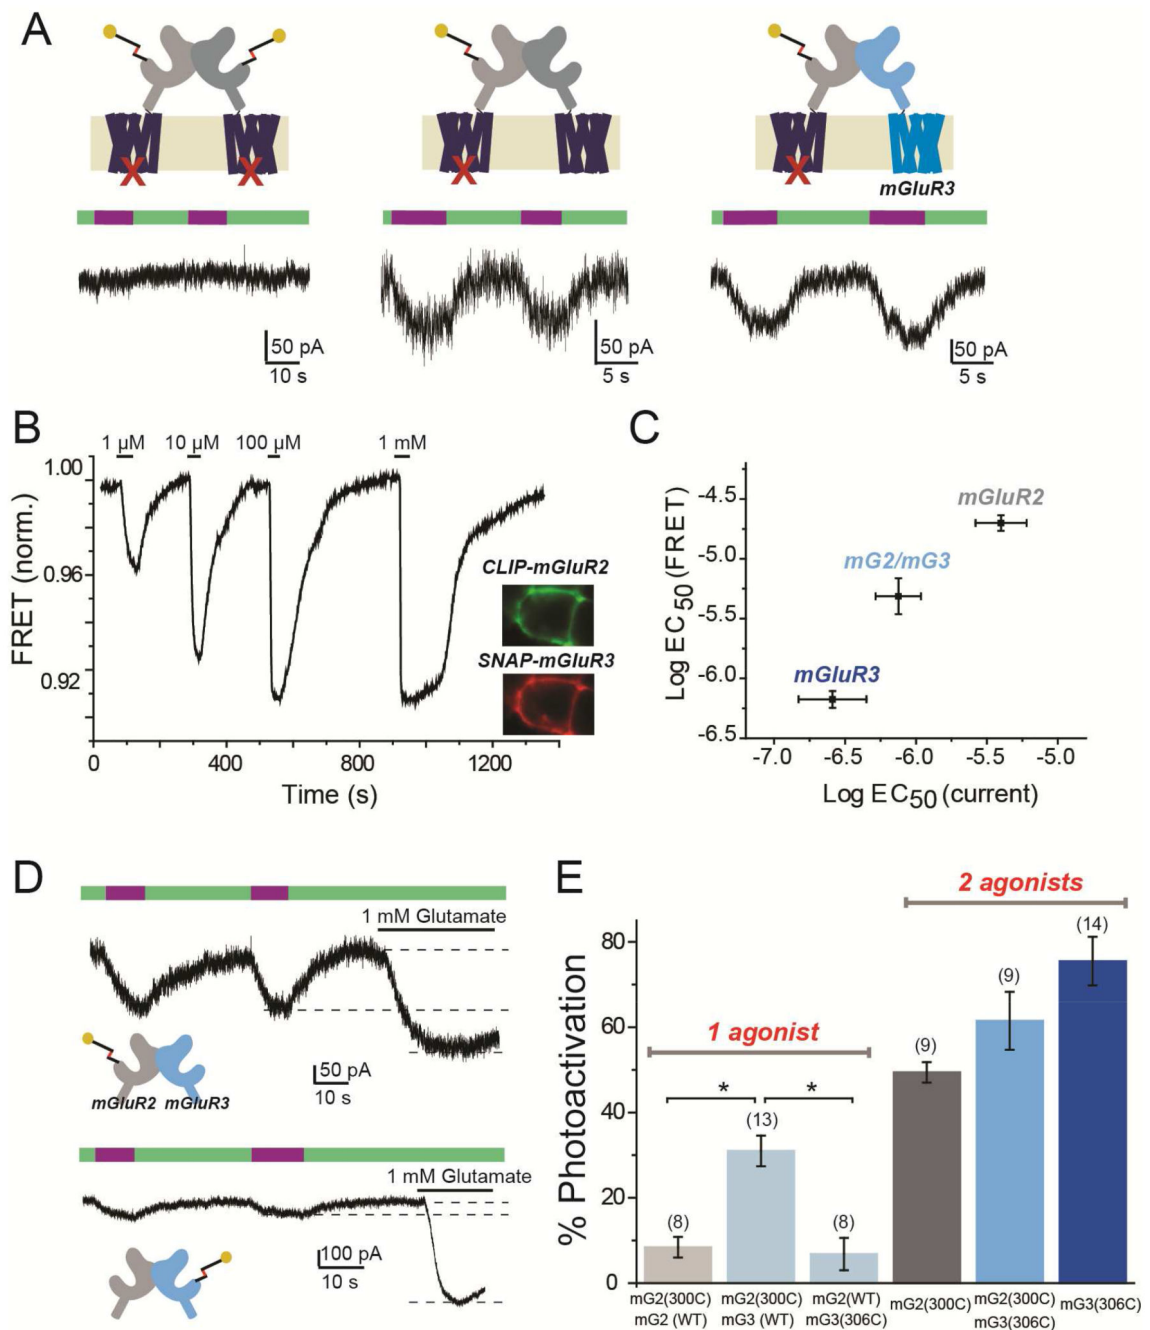 A
mGluR3
50 pA
10 s
50 pA
5 s
50 pA
5 s
B
1 µM
10 µM
100 µM
1 mM
1.00
0.96
0.92
FRET (norm.)
CLIP-mGluR2
SNAP-mGluR3
0
400
800
1200
Time (s)
C
-4.5
-5.0
-5.5
-6.0
-6.5
Log EC50 (FRET)
mGluR2
mG2/mG3
mGluR3
-7.0
-6.5
-6.0
-5.5
-5.0
Log EC50 (current)
D
1 mM Glutamate
50 pA
10 s
mGluR2
mGluR3
1 mM Glutamate
100 pA
10 s
E
2 agonists
1 agonist
% Photoactivation
80
60
40
20
0
*
*
(8)
(13)
(8)
(9)
(9)
(14)
mG2(300C)
mG2 (WT)
mG2(300C)
mG3 (WT)
mG2(WT)
mG3(306C)
mG2(300C)
mG2(300C)
mG3(306C)
mG3(306C)